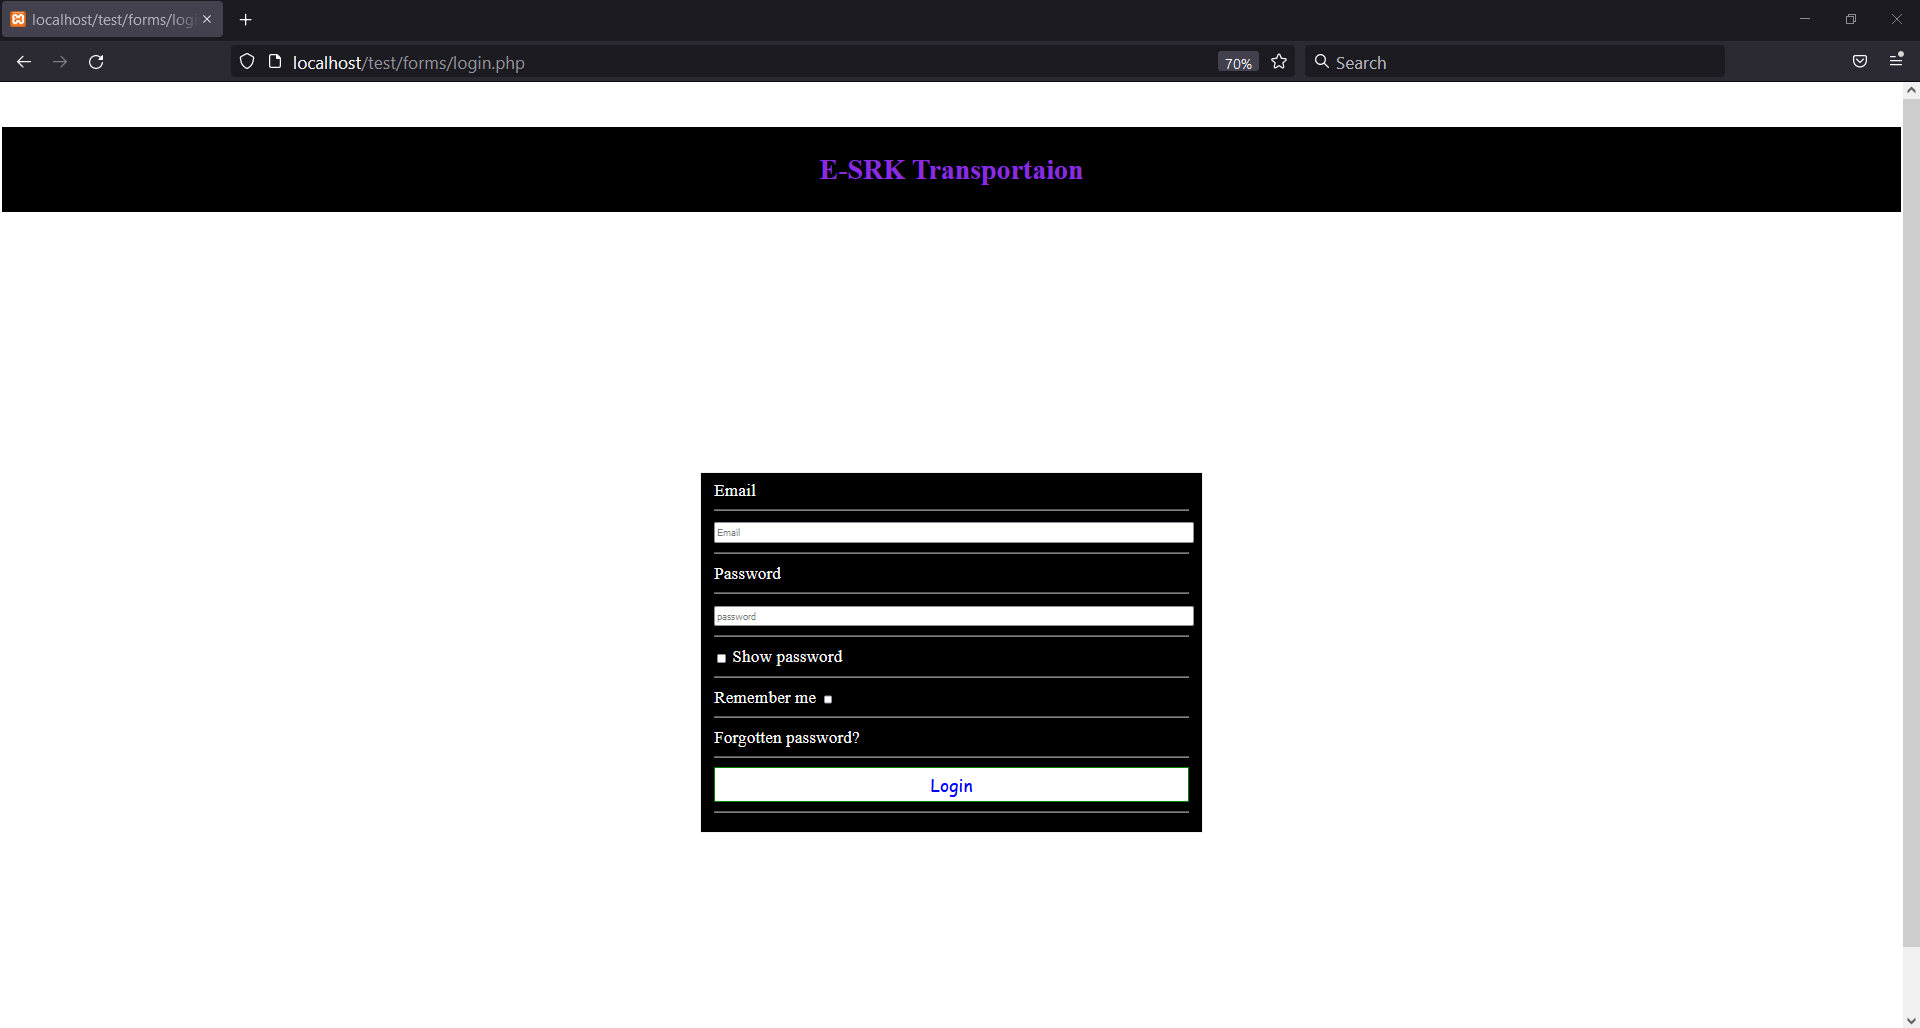 localhost/test/forms/log
localhost/test/forms/login.php
70%
Search
E-SRK Transportaion
Email
Email
Password
password
Show password
Remember me
Forgotten password?
Login